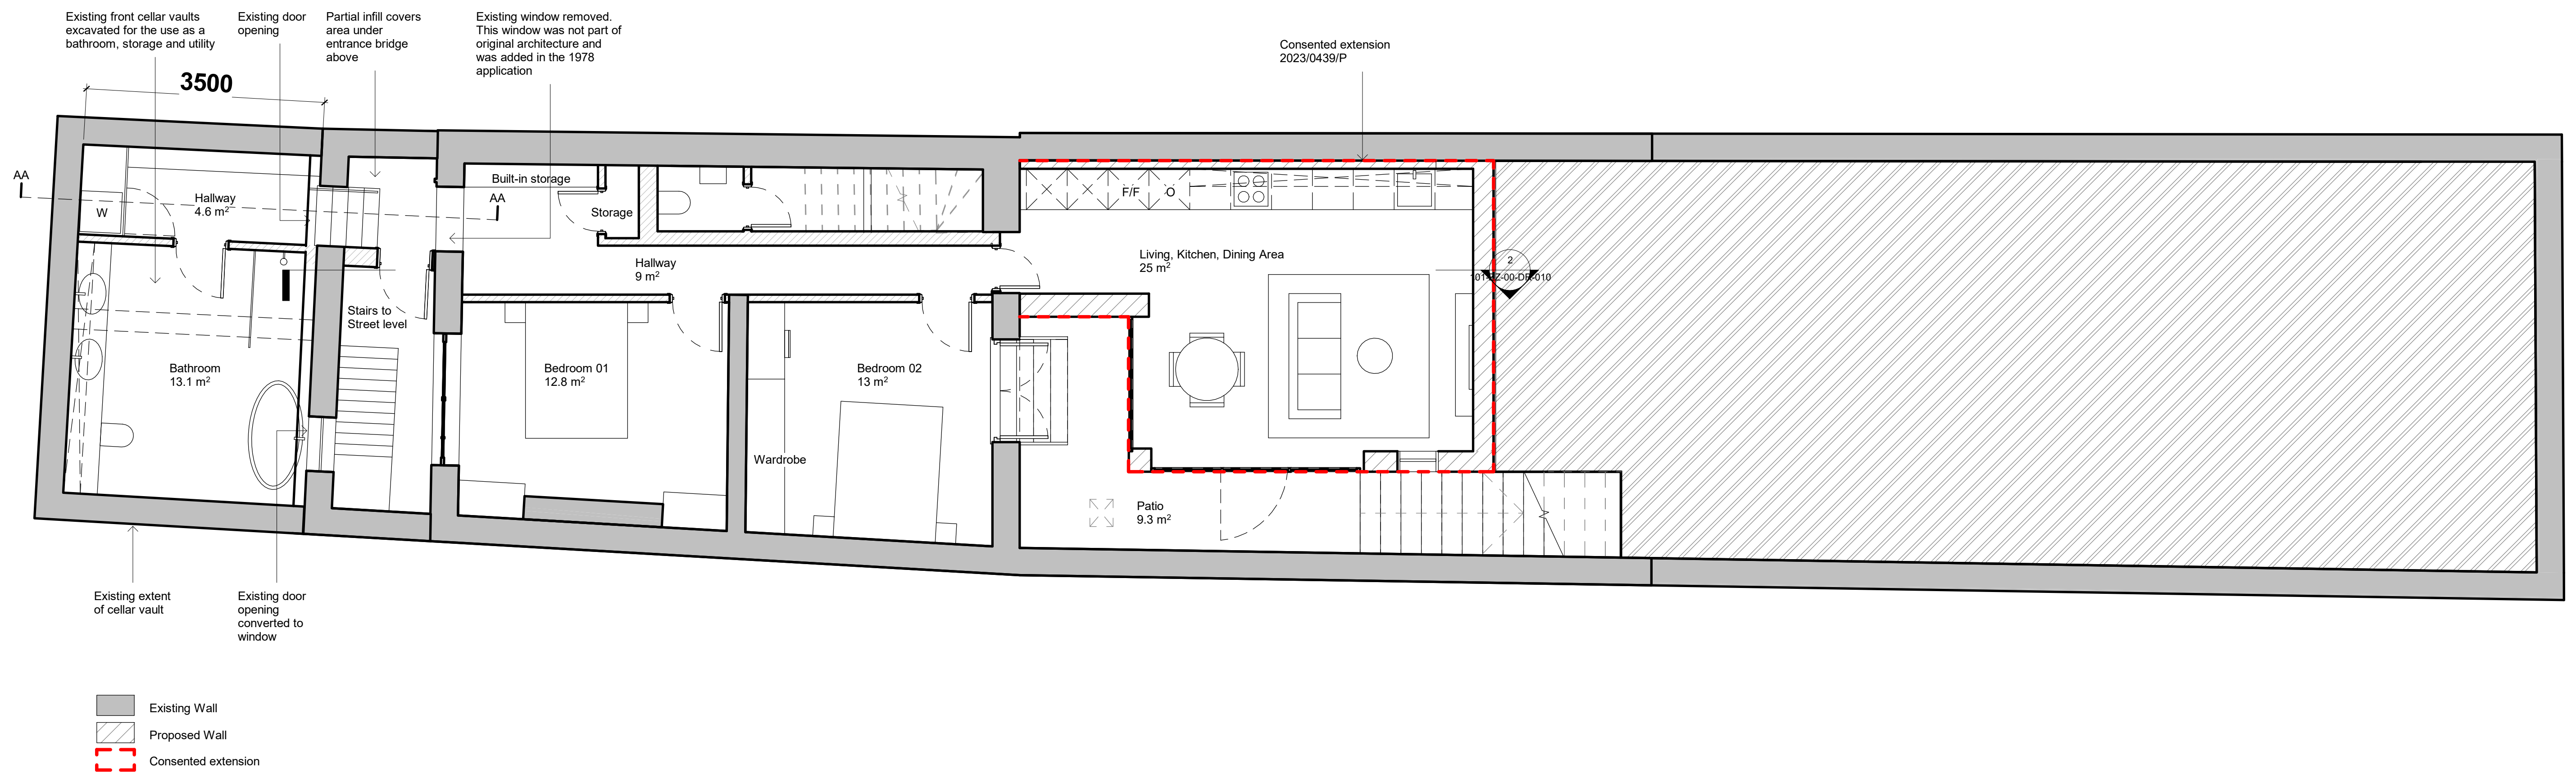 Existing front cellar vaults
excavated for the use as a
bathroom, storage and utility
Existing door
opening
Partial infill covers
area under
entrance bridge
above
Existing window removed.
This window was not part of
original architecture and
was added in the 1978
application
Consented extension
2023/0439/P
3500
AA
AA
W
Hallway
4.6 m²
Built-in storage
Storage
F/F
O
Hallway
9 m²
Living, Kitchen, Dining Area
25 m²
2
Stairs to
Street level
Bathroom
13.1 m²
Bedroom 01
12.8 m²
Bedroom 02
13 m²
Wardrobe
Patio
9.3 m²
Existing extent
of cellar vault
Existing door
opening
converted to
window
Existing Wall
Proposed Wall
Consented extension